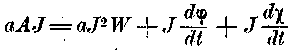 aAJ = aJ²W + J dφ/dt + J dχ/dt